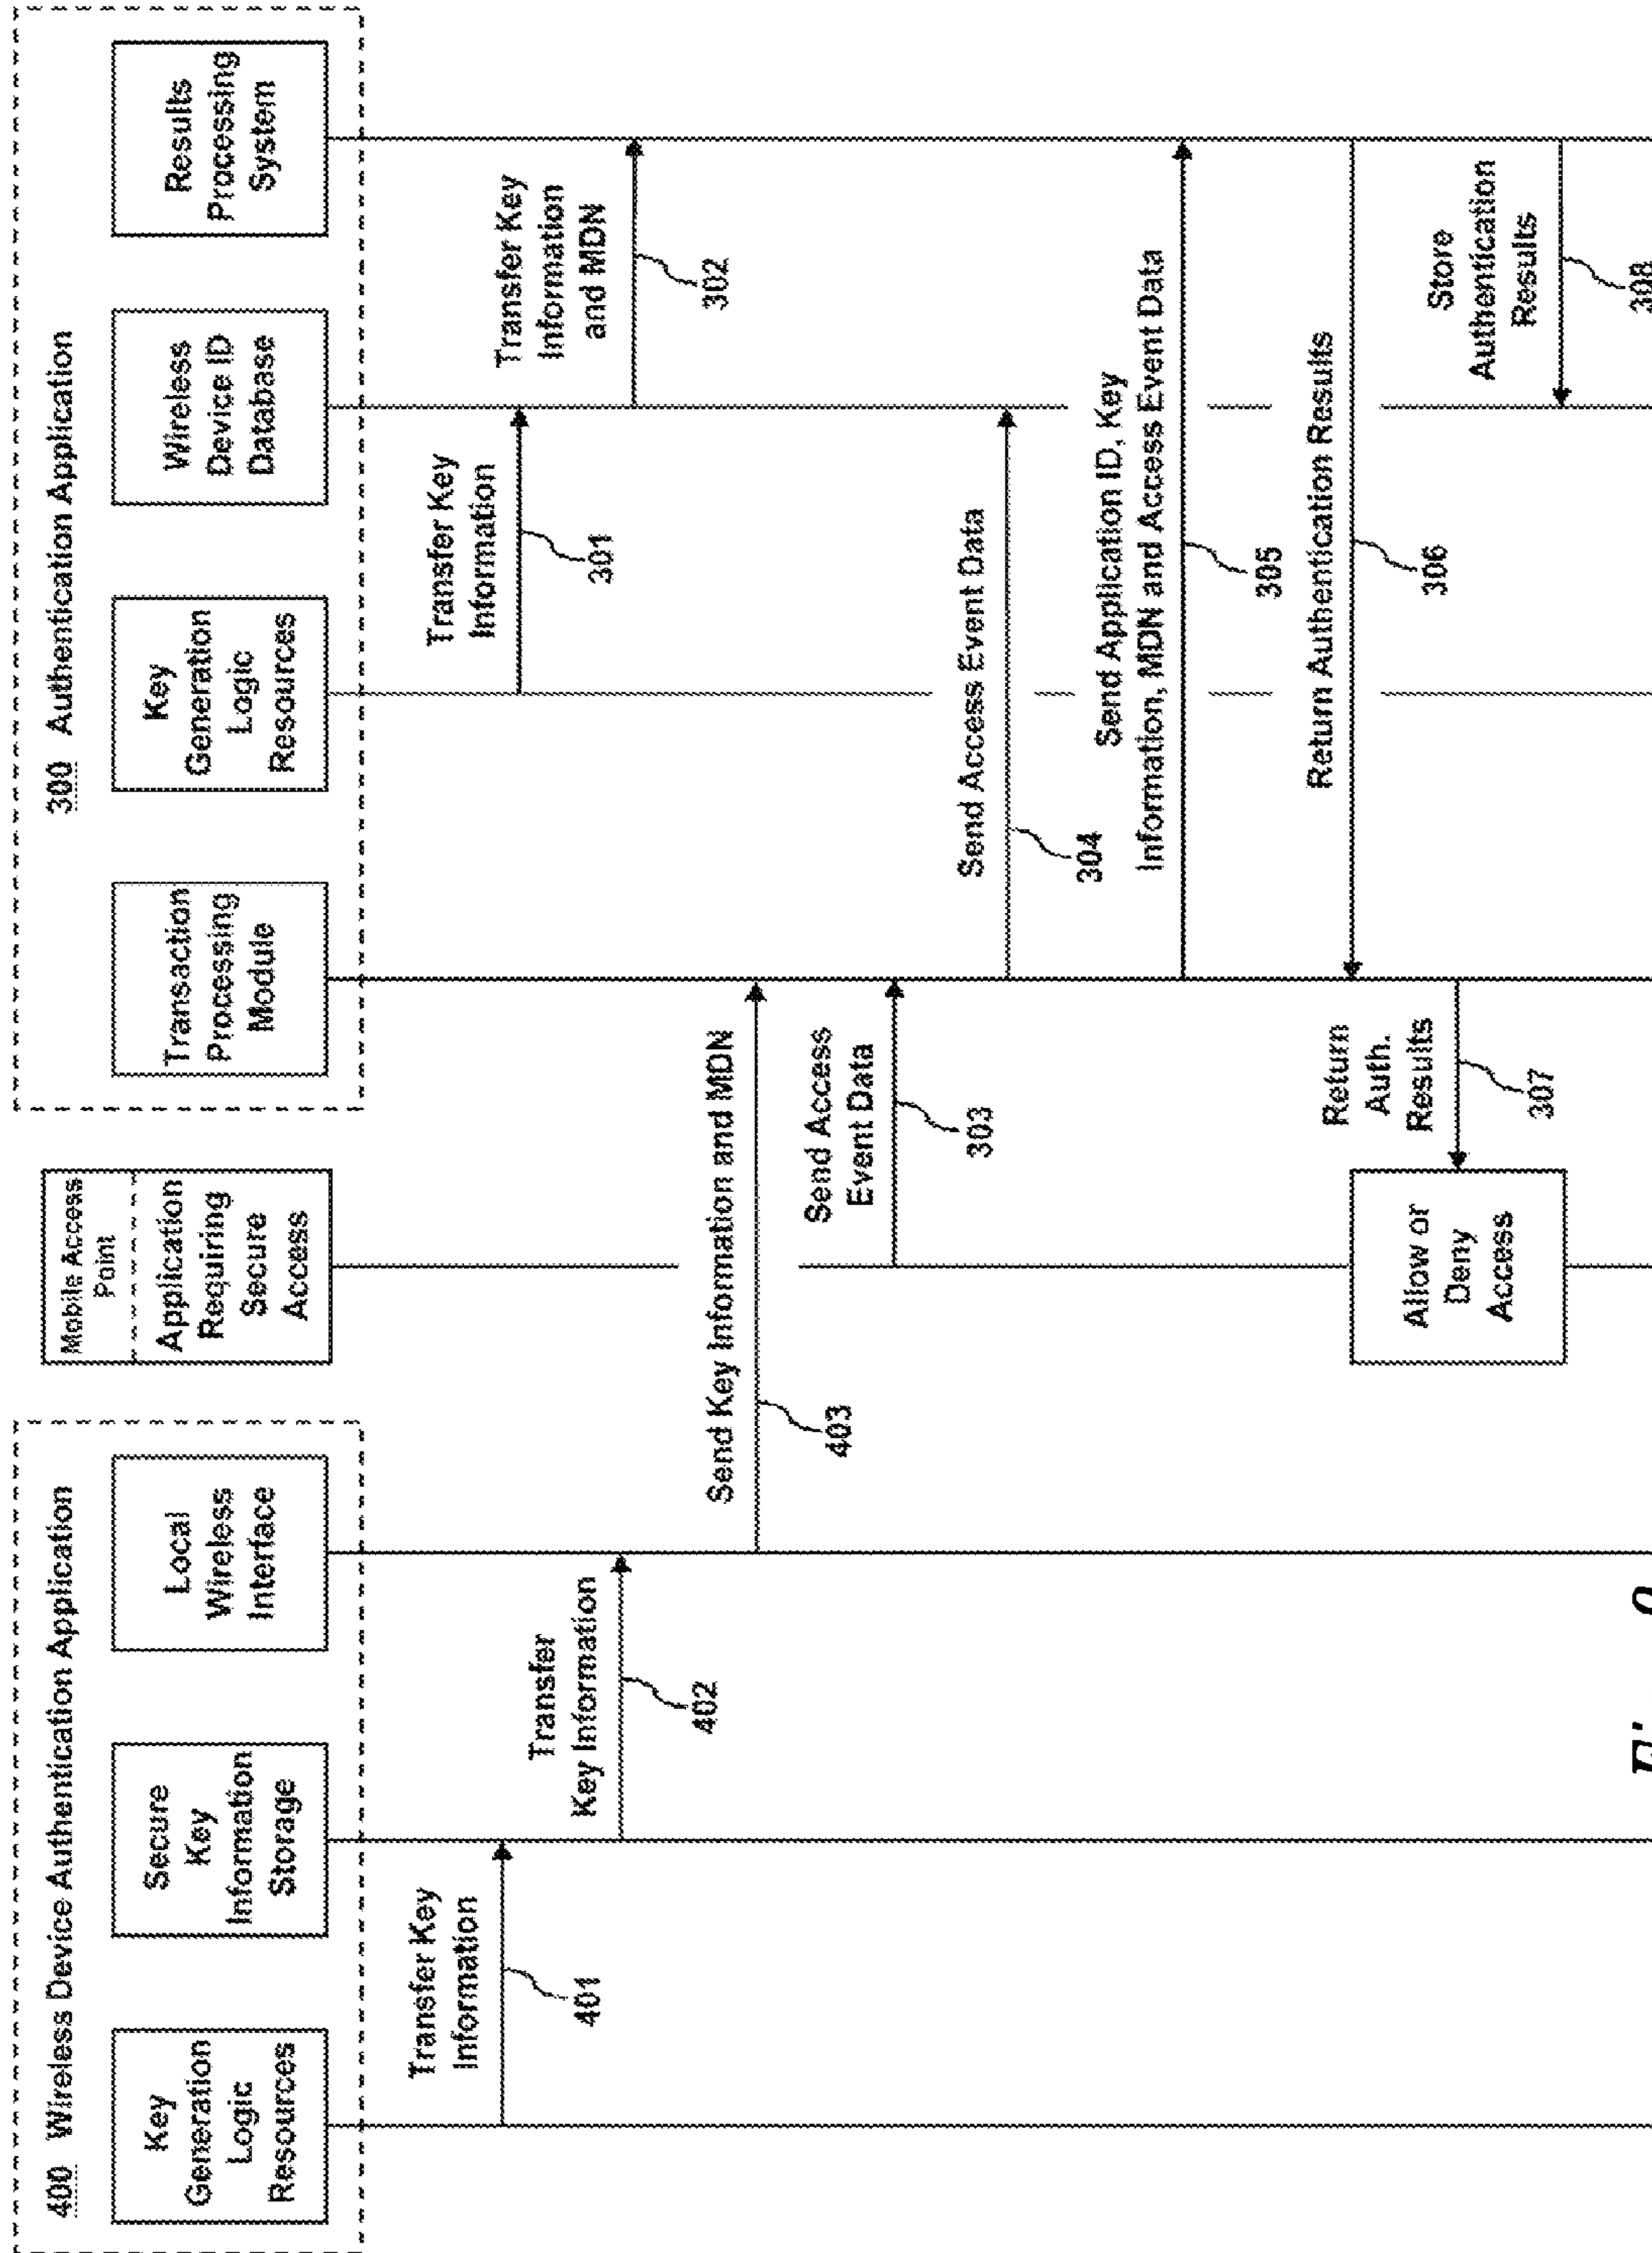 400 Wireless Device Authentication Application
Key
Generation
Logic
Resources
Secure
Key
Information
Storage
Local
Wireless
Interface
Mobile Access
Point
Application
Requiring
Secure
Access
300 Authentication Application
Transaction
Processing
Module
Key
Generation
Logic
Resources
Wireless
Device ID
Database
Results
Processing
System
Transfer Key
Information
401
Transfer Key
Information
301
Transfer Key
Information
and MDN
302
Transfer
Key Information
402
Send Key Information and MDN
403
Send Access
Event Data
303
Send Access Event Data
304
Send Application ID, Key
Information, MDN and Access Event Data
305
Return Authentication Results
306
Return
Auth.
Results
307
Allow or
Deny
Access
Store
Authentication
Results
308